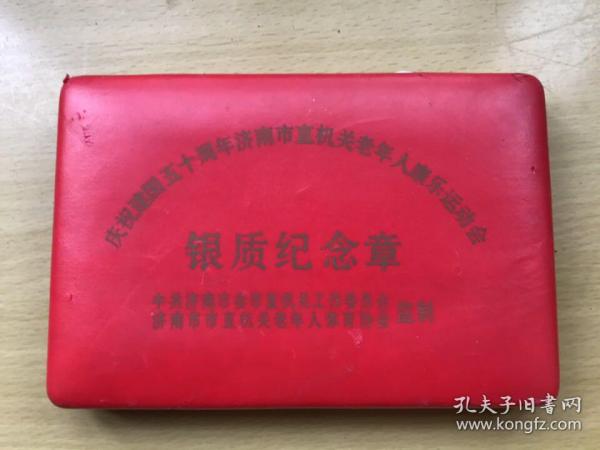 庆祝建国五十周年济南市直机关老年人康乐运动会
银质纪念章
中共济南市委市直机关工作委员会
济南市市直机关老年人体育协会
监制
孔夫子旧书网
www.kongfz.com